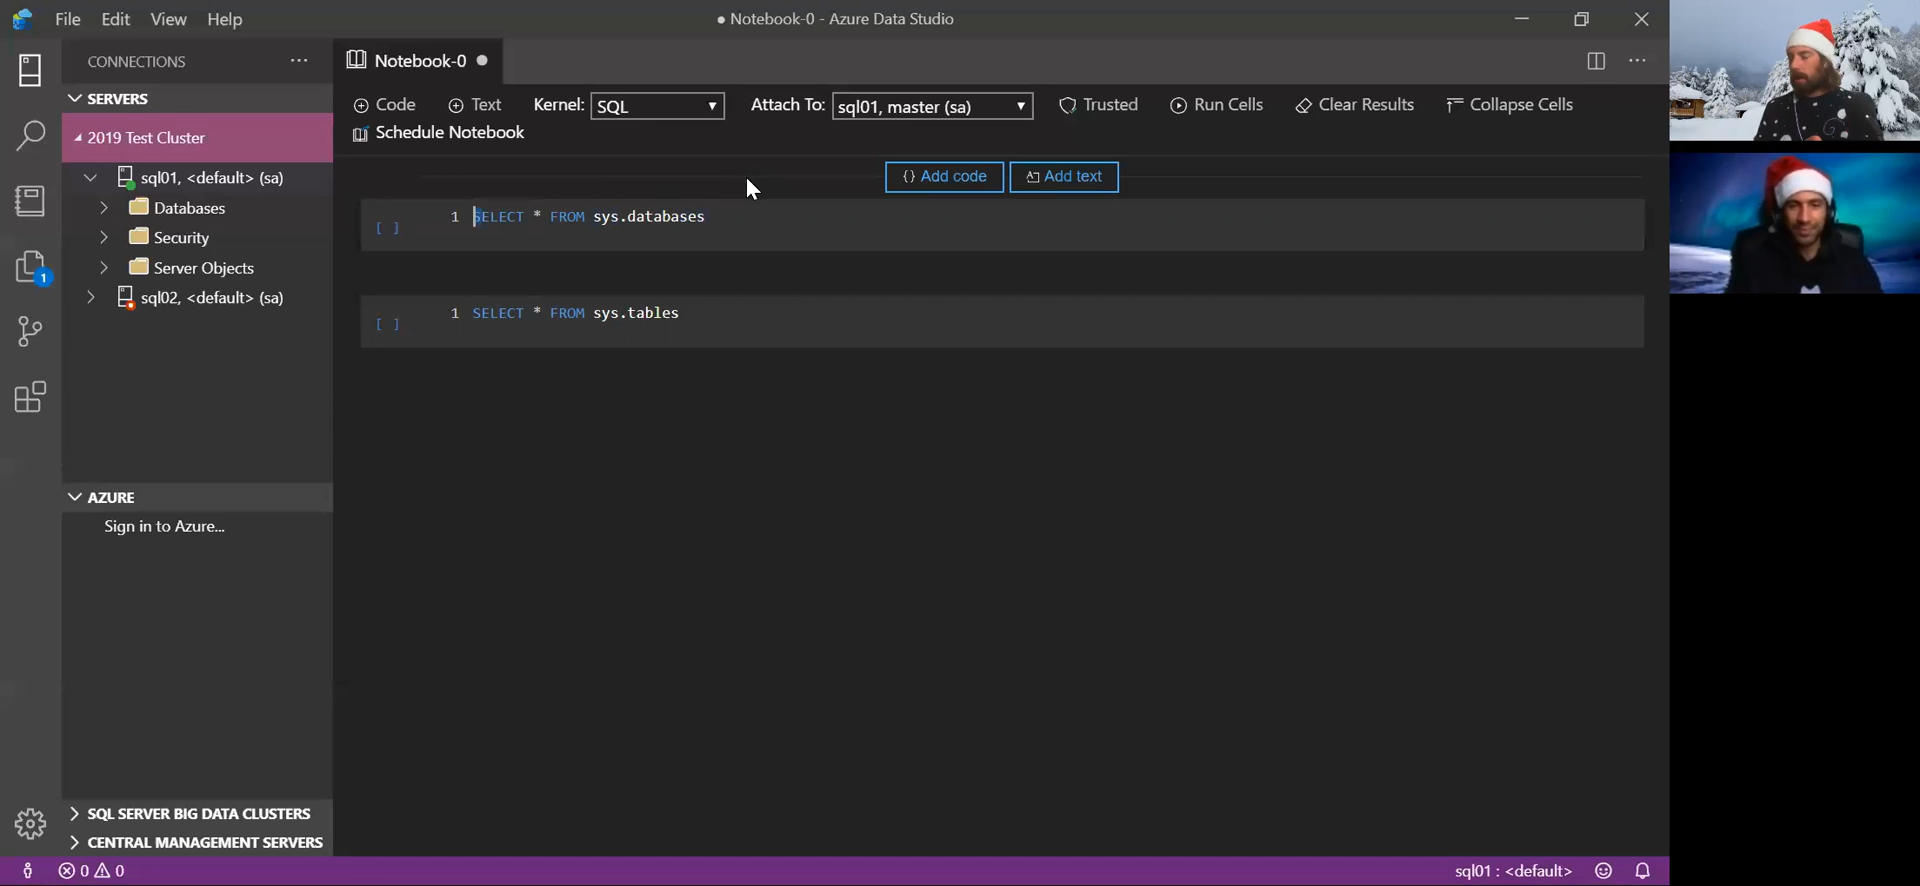 File Edit View Help
● Notebook-0 - Azure Data Studio
CONNECTIONS
Notebook-0
SERVERS
Code Text Kernel: SQL Attach To: sql01, master (sa) Trusted Run Cells Clear Results Collapse Cells
Schedule Notebook
2019 Test Cluster
sql01, <default> (sa)
Databases
Security
Server Objects
sql02, <default> (sa)
{} Add code Add text
[ ] 1 SELECT * FROM sys.databases
[ ] 1 SELECT * FROM sys.tables
1
AZURE
Sign in to Azure...
SQL SERVER BIG DATA CLUSTERS
CENTRAL MANAGEMENT SERVERS
0 0
sql01 : <default>